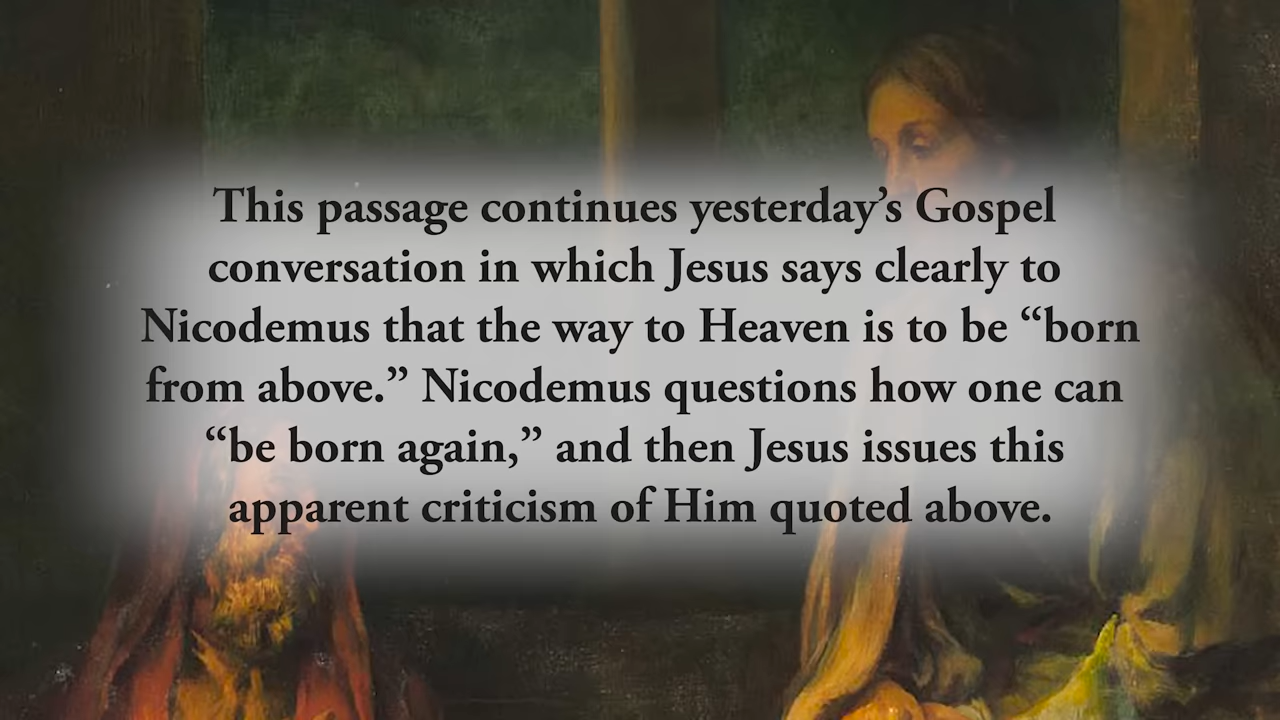 This passage continues yesterday’s Gospel
conversation in which Jesus says clearly to
Nicodemus that the way to Heaven is to be “born
from above.” Nicodemus questions how one can
“be born again,” and then Jesus issues this
apparent criticism of Him quoted above.